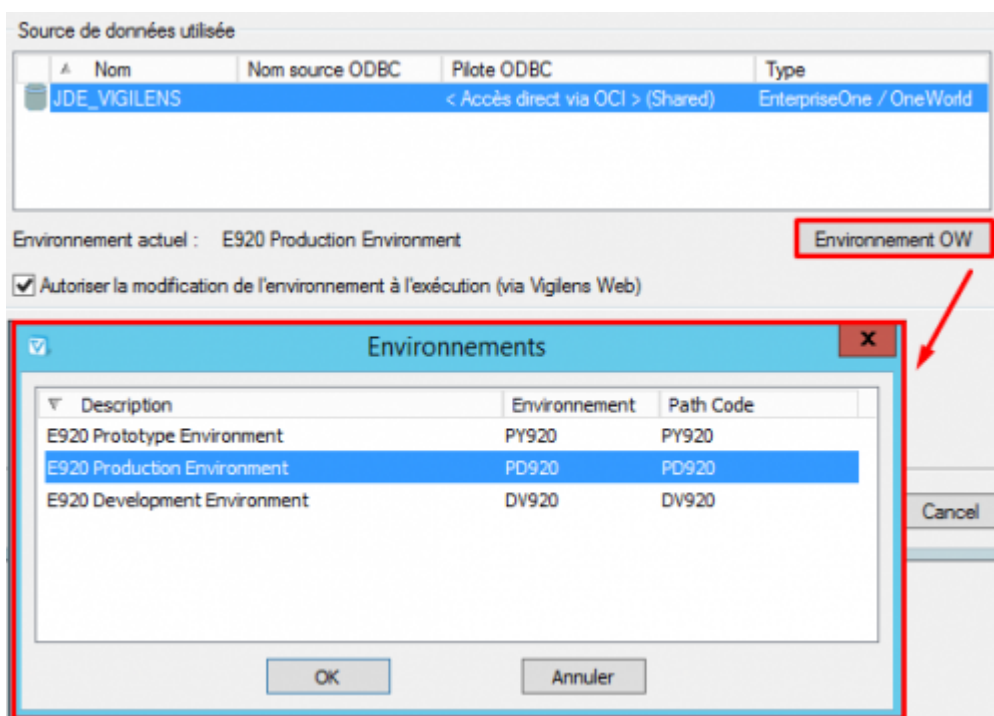 Source de données utilisée
Nom Nom source ODBC Pilote ODBC Type
JDE_VIGILENS < Accès direct via OCI > (Shared) EnterpriseOne / OneWorld
Environnement actuel : E920 Production Environment Environnement OW
Autoriser la modification de l'environnement à l'exécution (via Vigilens Web)
Environnements x
Description Environnement Path Code
E920 Prototype Environment PY920 PY920
E920 Production Environment PD920 PD920
E920 Development Environment DV920 DV920
Cancel
OK Annuler